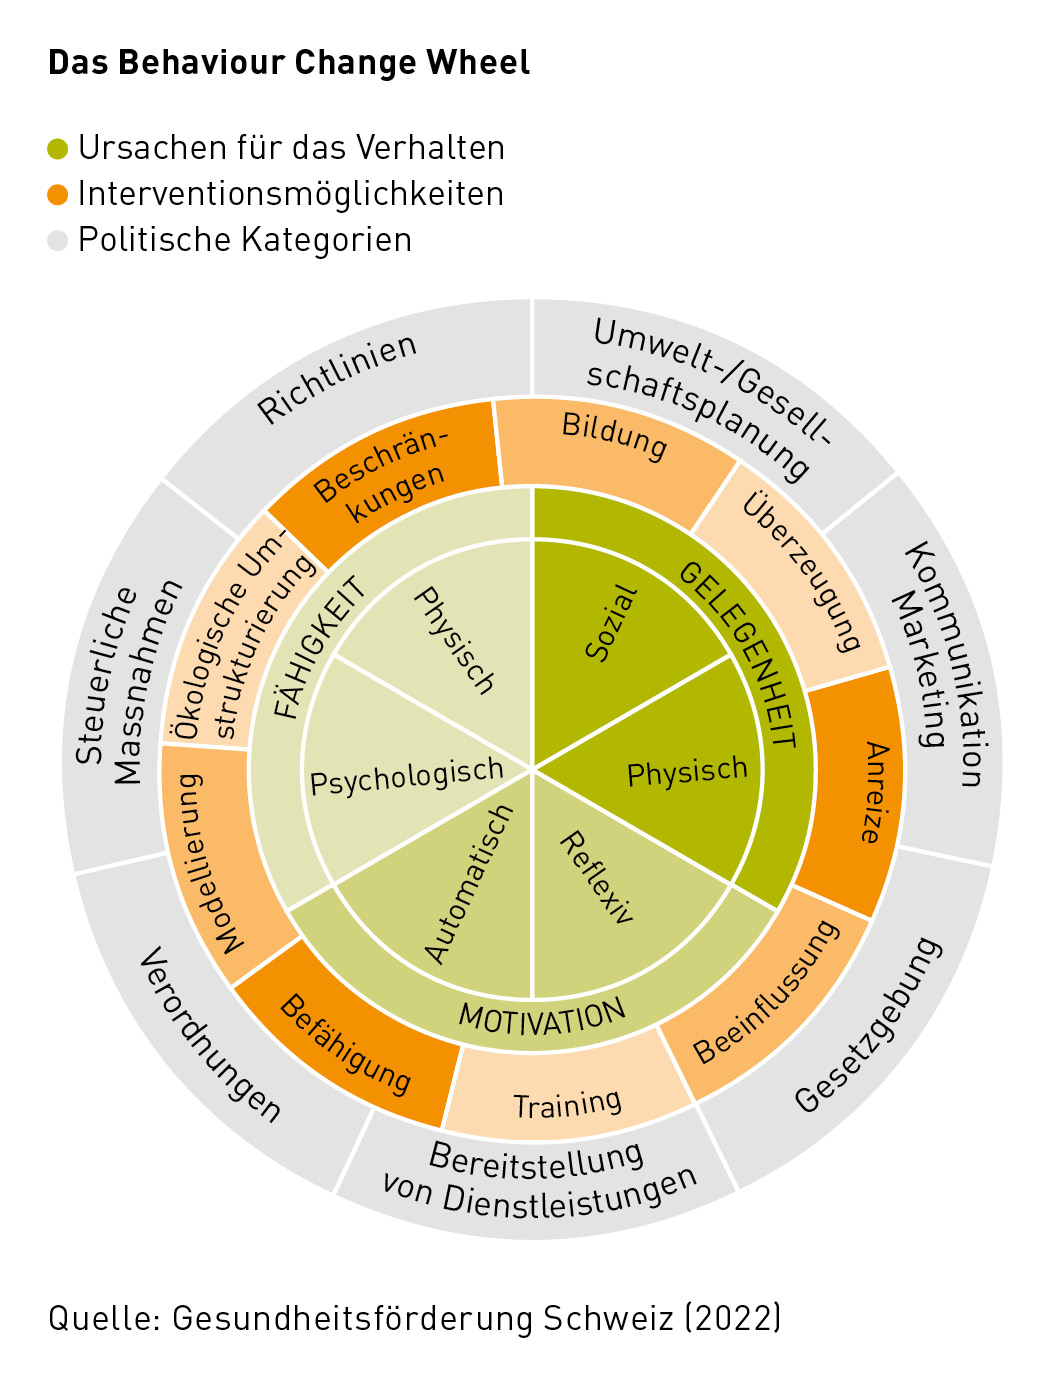 Das Behaviour Change Wheel
Ursachen für das Verhalten
Interventionsmöglichkeiten
Politische Kategorien
Richtlinien
Umwelt-/Gesell-
schaftsplanung
Kommunikation
Marketing
Gesetzgebung
Bereitstellung
von Dienstleistungen
Verordnungen
Steuerliche
Massnahmen
Beschrän-
kungen
Bildung
Überzeugung
Anreize
Beeinflussung
Training
Befähigung
Modellierung
Ökologische Um-
strukturierung
FÄHIGKEIT
GELEGENHEIT
MOTIVATION
Physisch
Sozial
Physisch
Reflexiv
Automatisch
Psychologisch
Quelle: Gesundheitsförderung Schweiz (2022)